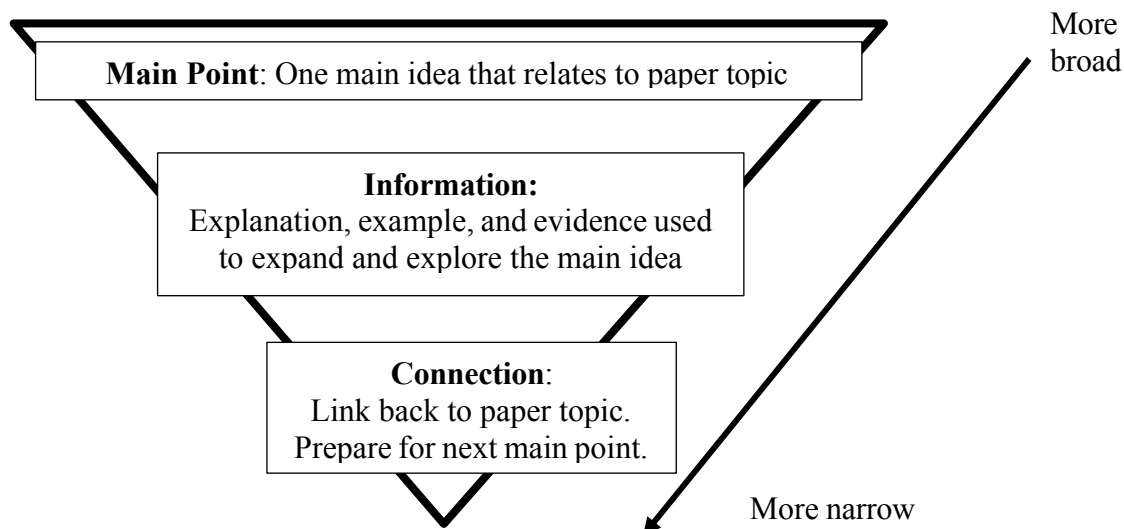 More
broad
Main Point: One main idea that relates to paper topic
Information:
Explanation, example, and evidence used
to expand and explore the main idea
Connection:
Link back to paper topic.
Prepare for next main point.
More narrow